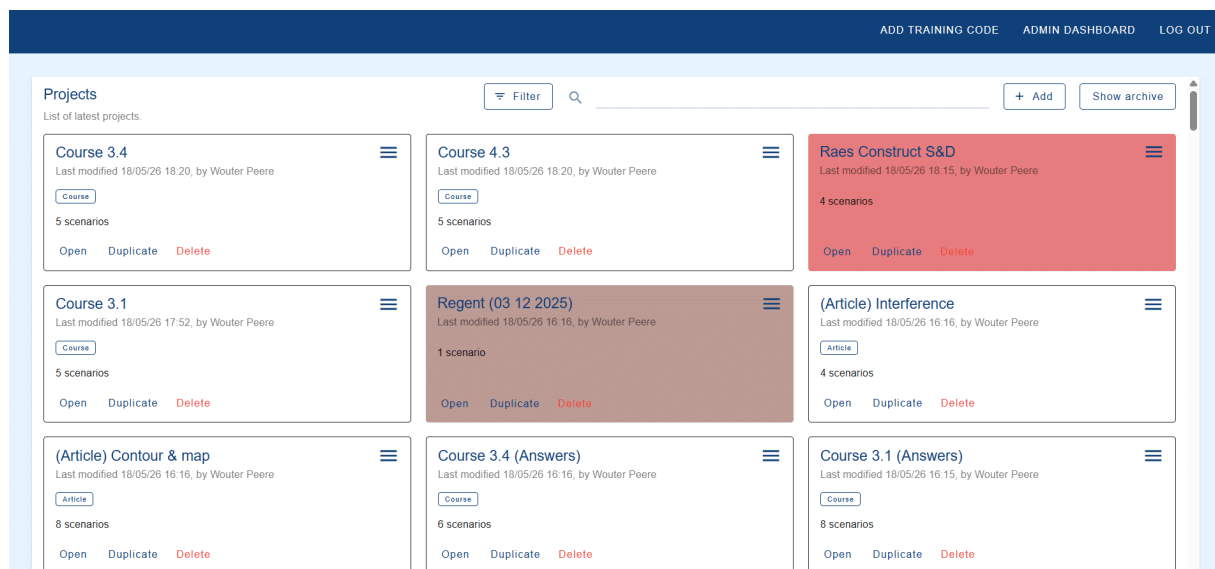 ADD TRAINING CODE ADMIN DASHBOARD LOG OUT
Projects
List of latest projects.
Filter
+ Add
Show archive
Course 3.4
Last modified 18/05/26 18:20, by Wouter Peere
Course
5 scenarios
Open Duplicate Delete
Course 4.3
Last modified 18/05/26 18:20, by Wouter Peere
Course
5 scenarios
Open Duplicate Delete
Raes Construct S&D
Last modified 18/05/26 18:15, by Wouter Peere
4 scenarios
Open Duplicate Delete
Course 3.1
Last modified 18/05/26 17:52, by Wouter Peere
Course
5 scenarios
Open Duplicate Delete
Regent (03 12 2025)
Last modified 18/05/26 16:16, by Wouter Peere
1 scenario
Open Duplicate Delete
(Article) Interference
Last modified 18/05/26 16:16, by Wouter Peere
Article
4 scenarios
Open Duplicate Delete
(Article) Contour & map
Last modified 18/05/26 16:16, by Wouter Peere
Article
8 scenarios
Open Duplicate Delete
Course 3.4 (Answers)
Last modified 18/05/26 16:16, by Wouter Peere
Course
6 scenarios
Open Duplicate Delete
Course 3.1 (Answers)
Last modified 18/05/26 16:15, by Wouter Peere
Course
8 scenarios
Open Duplicate Delete